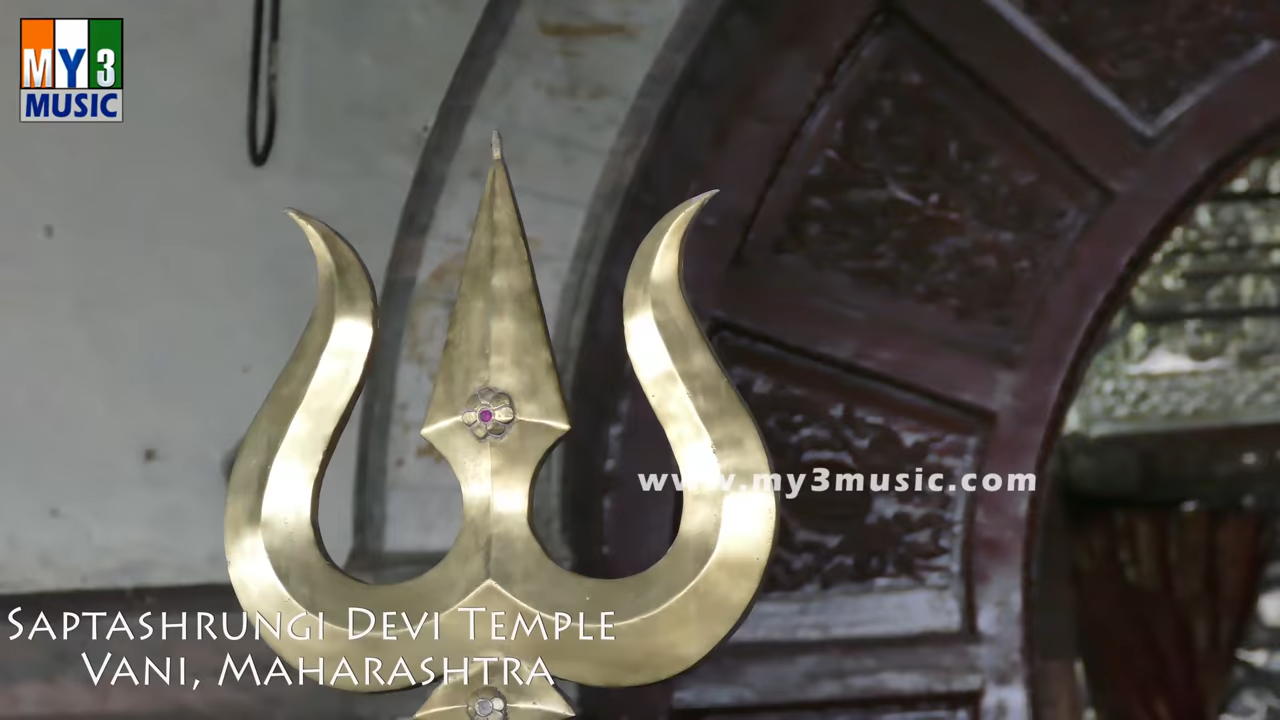 MY3
MUSIC
www.my3music.com
SAPTASHRUNGI DEVI TEMPLE
VANI, MAHARASHTRA